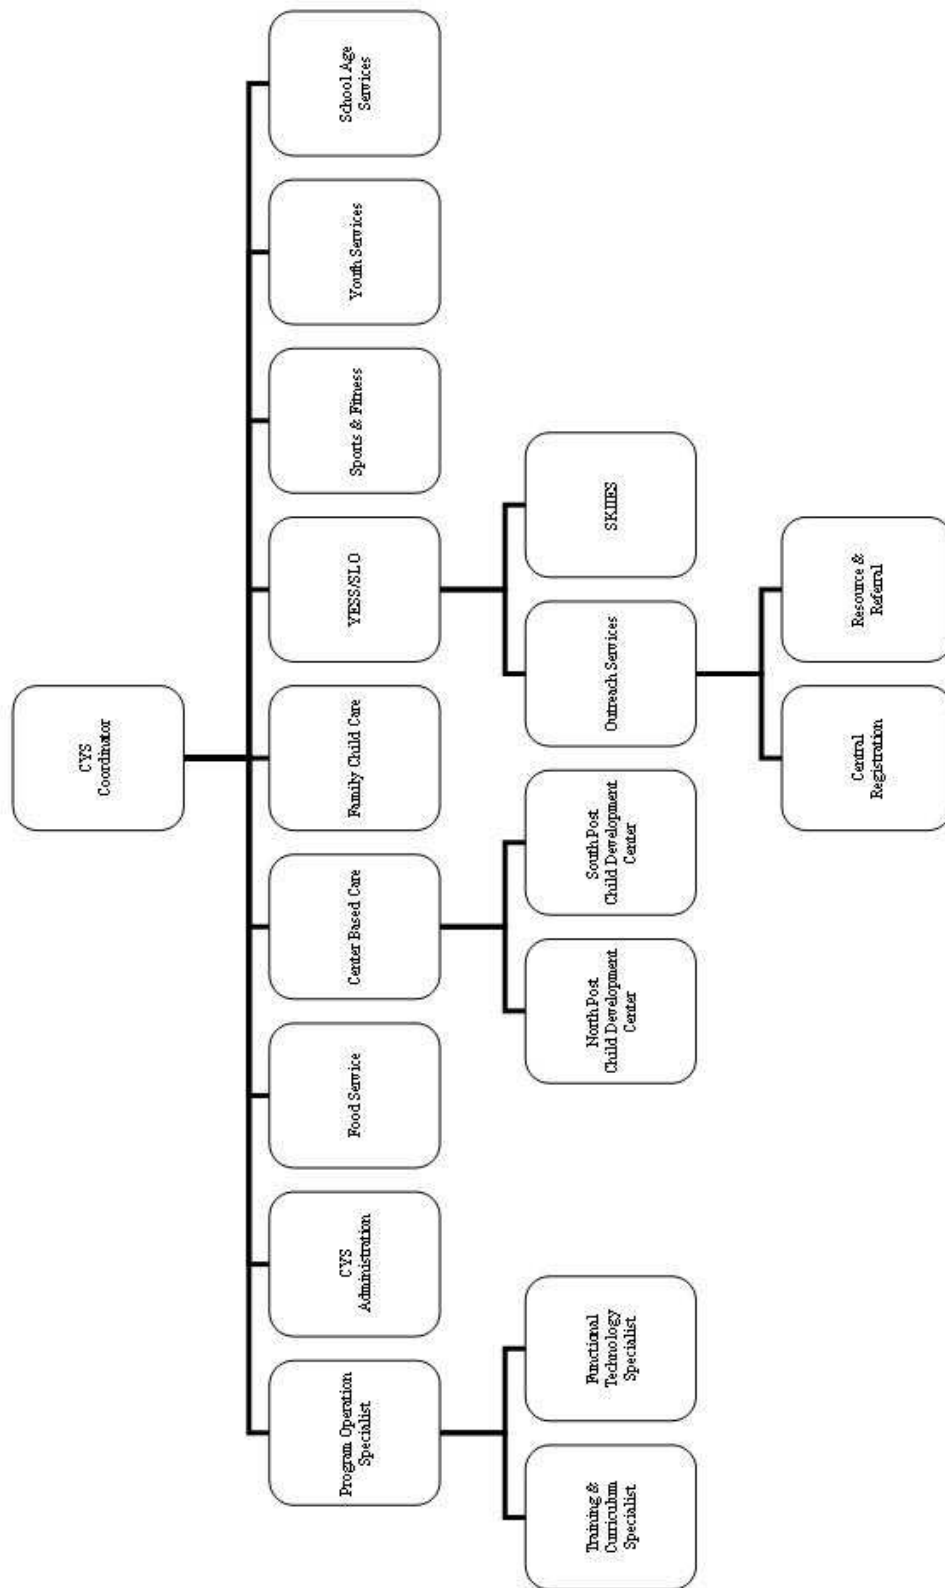 CYS
Coordinator
Program Operation
Specialist
CYS
Administration
Food Service
Center Based Care
Family Child Care
YESS/SLO
Sports & Fitness
Youth Services
School Age
Services
Training &
Curriculum
Specialist
Functional
Technology
Specialist
North Post
Child Development
Center
South Post
Child Development
Center
Outreach Services
SKIES
Central
Registration
Resource &
Referral